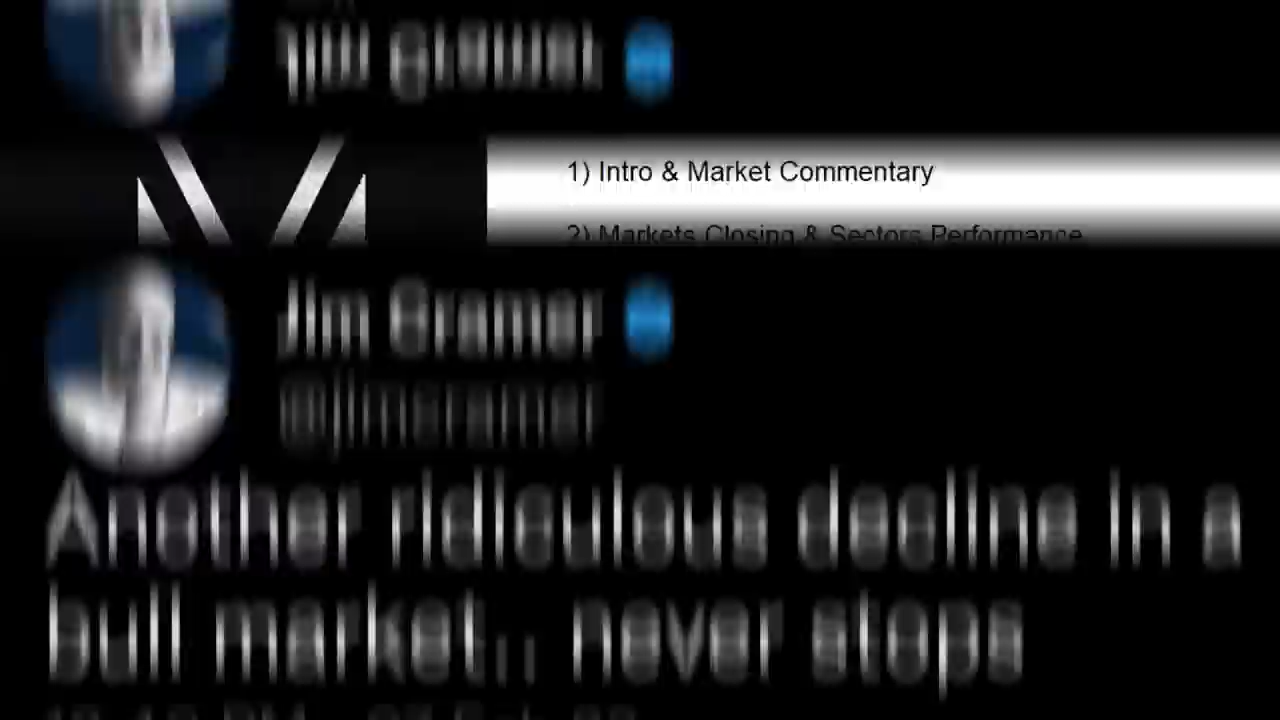 Jim Cramer
1) Intro & Market Commentary
2) Markets Closing & Sectors Performance
Jim Cramer
@jimcramer
Another ridiculous decline in a
bull market... never stops